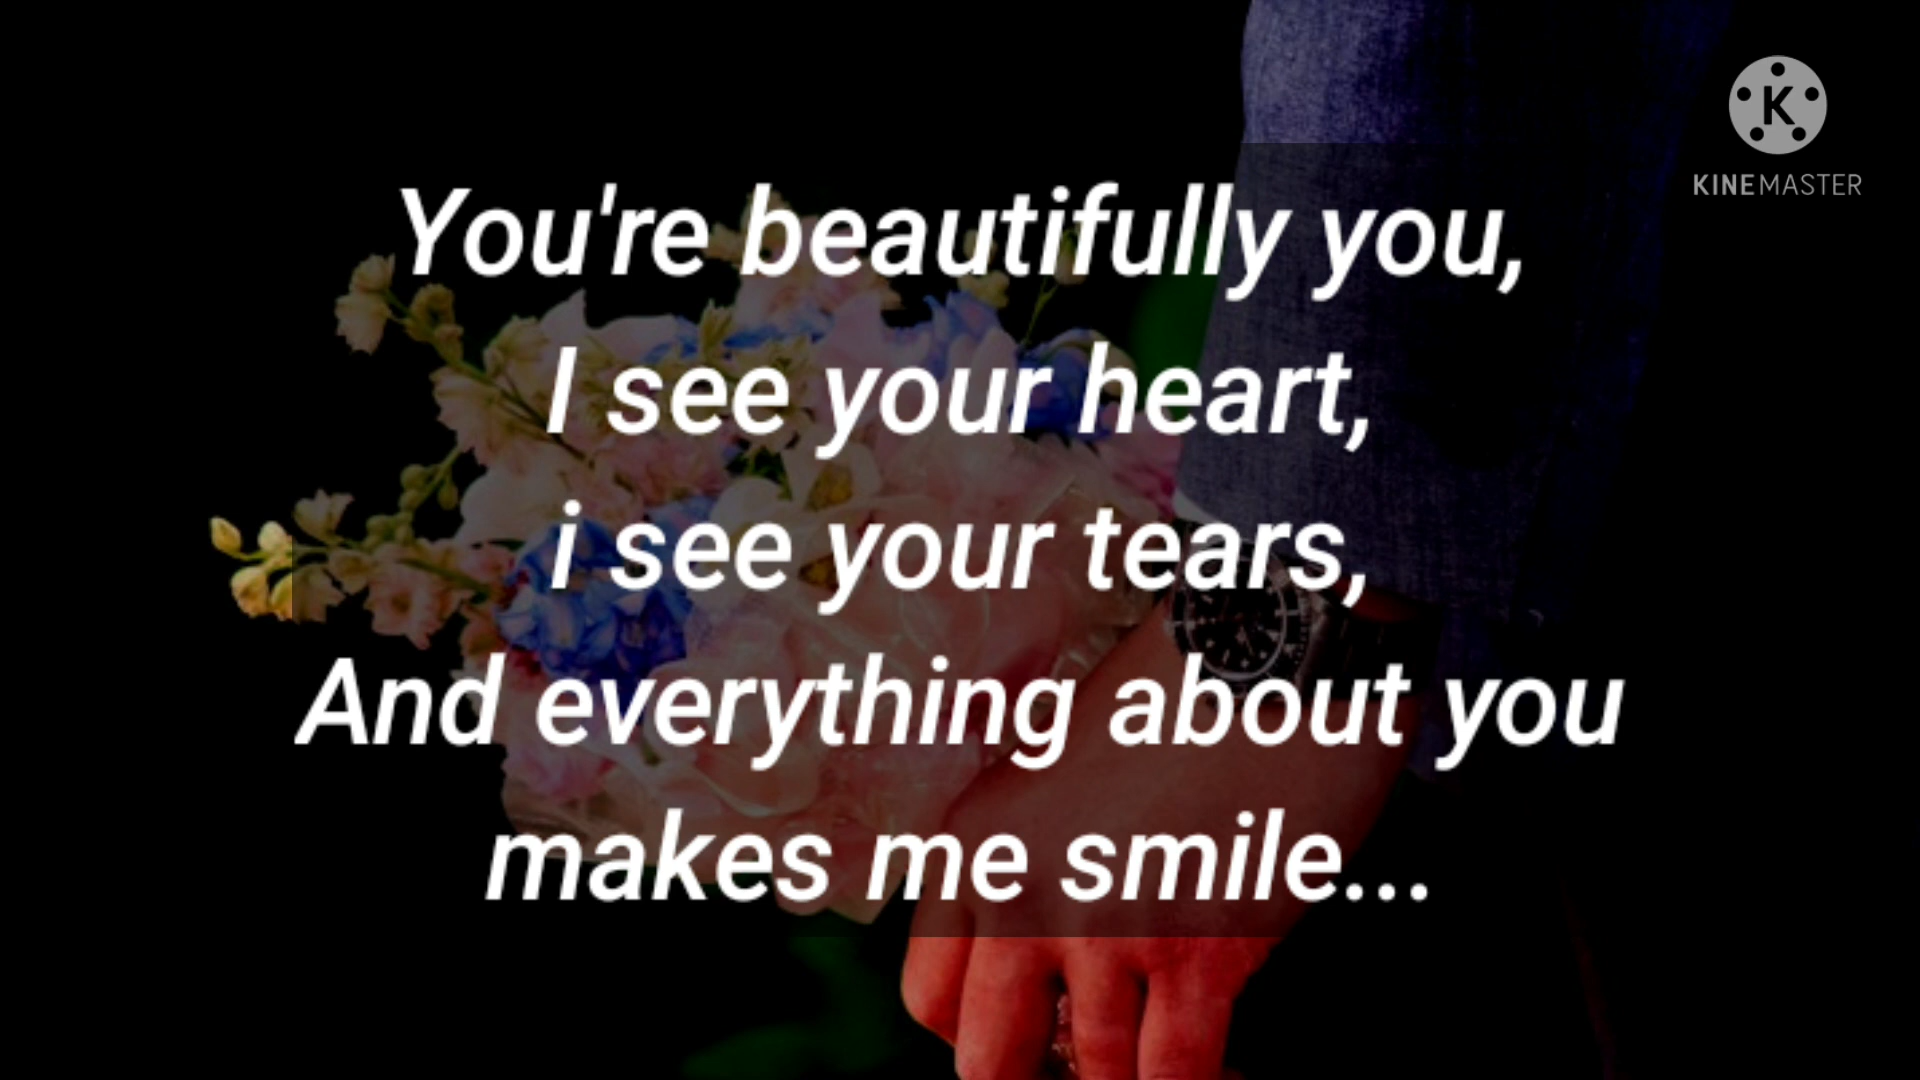 K
KINEMASTER
You're beautifully you,
I see your heart,
i see your tears,
And everything about you
makes me smile...